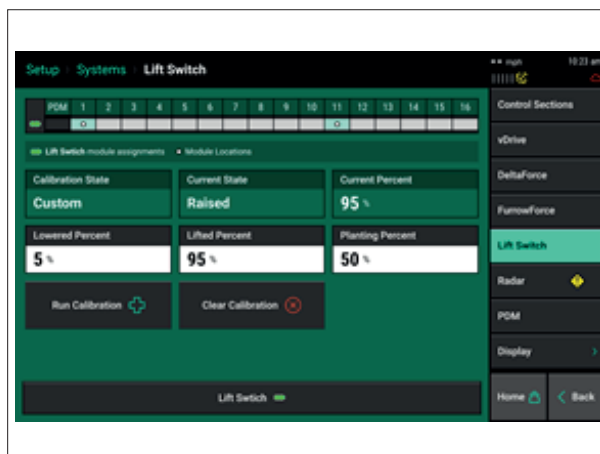 Setup Systems Lift Switch
-- mph 10:23 am
PDM 1 2 3 4 5 6 7 8 9 10 11 12 13 14 15 16
Lift Swtich module assignments Module Locations
Calibration State Current State Current Percent
Custom Raised 95 %
Lowered Percent Lifted Percent Planting Percent
5 % 95 % 50 %
Run Calibration Clear Calibration
Lift Swtich
Control Sections
vDrive
DeltaForce
FurrowForce
Lift Switch
Radar
PDM
Display
Home Back